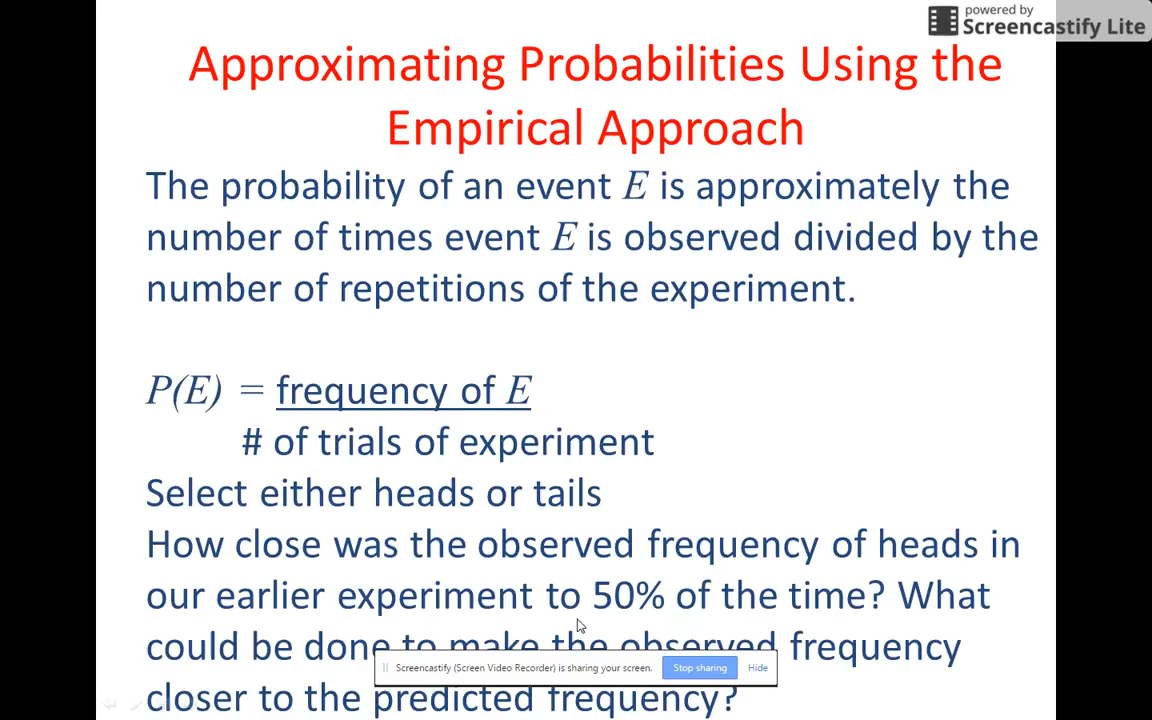 powered by
Screencastify Lite
Approximating Probabilities Using the
Empirical Approach
The probability of an event E is approximately the
number of times event E is observed divided by the
number of repetitions of the experiment.
P(E) = frequency of E
# of trials of experiment
Select either heads or tails
How close was the observed frequency of heads in
our earlier experiment to 50% of the time? What
could be done to make the observed frequency
Screencastify (Screen Video Recorder) is sharing your screen. Stop sharing Hide
closer to the predicted frequency?